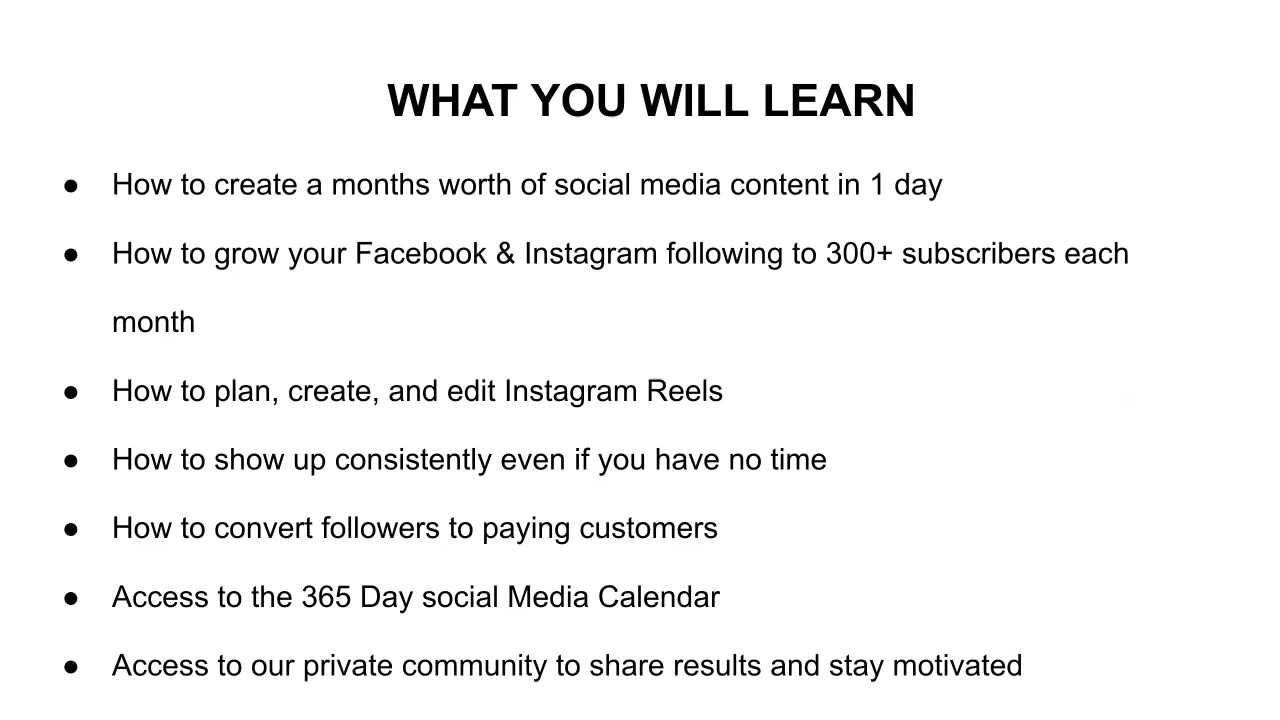 WHAT YOU WILL LEARN
● How to create a months worth of social media content in 1 day
● How to grow your Facebook & Instagram following to 300+ subscribers each
month
● How to plan, create, and edit Instagram Reels
● How to show up consistently even if you have no time
● How to convert followers to paying customers
● Access to the 365 Day social Media Calendar
● Access to our private community to share results and stay motivated